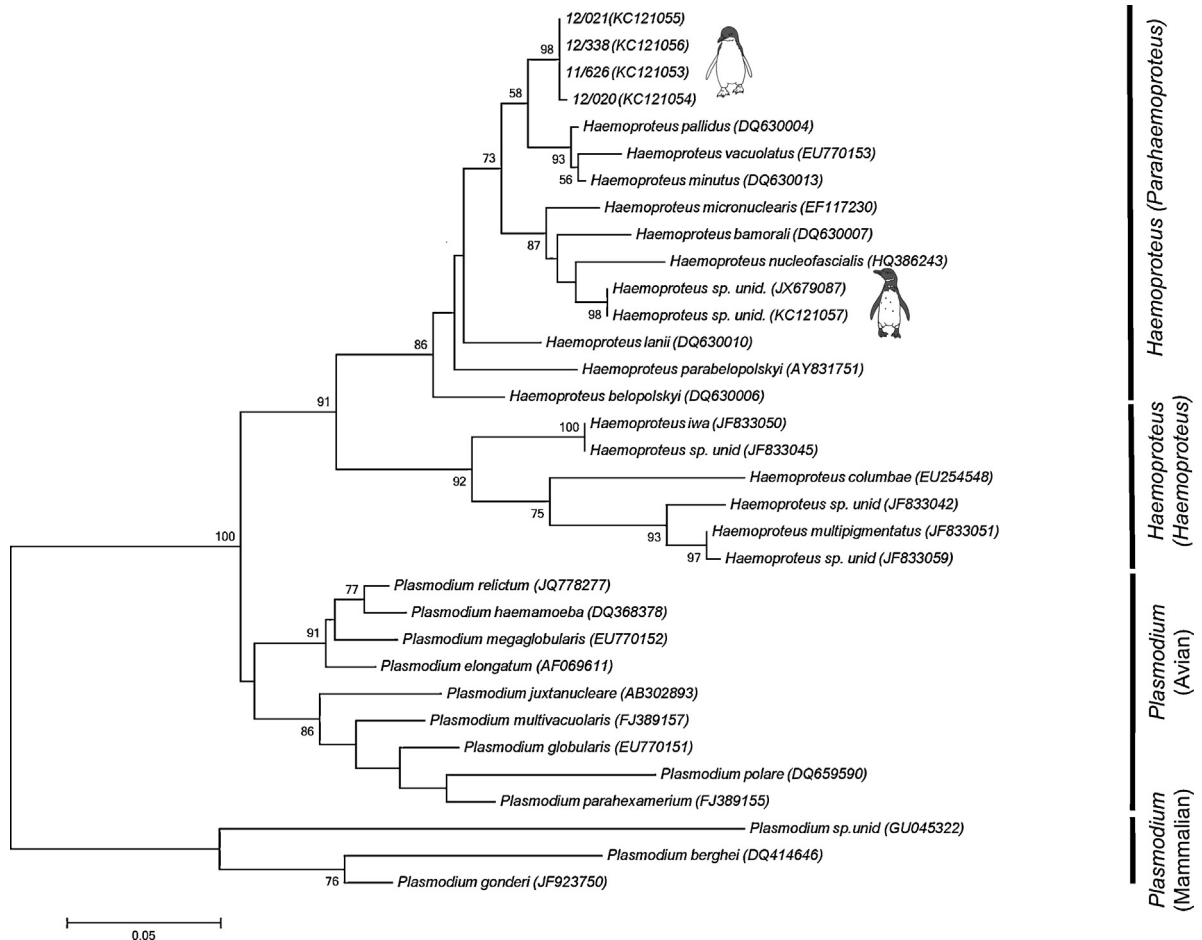 12/021(KC121055)
12/338(KC121056)
98
11/626(KC121053)
12/020(KC121054)
58
Haemoproteus pallidus (DQ630004)
Haemoproteus vacuolatus (EU770153)
93
73
56
Haemoproteus minutus (DQ630013)
Haemoproteus micronuclearis (EF117230)
Haemoproteus bamorali (DQ630007)
87
Haemoproteus nucleofascialis (HQ386243)
Haemoproteus sp. unid. (JX679087)
98
Haemoproteus sp. unid. (KC121057)
Haemoproteus lanii (DQ630010)
86
Haemoproteus parabelopolskyi (AY831751)
Haemoproteus belopolskyi (DQ630006)
91
100
Haemoproteus iwa (JF833050)
Haemoproteus sp. unid (JF833045)
92
Haemoproteus columbae (EU254548)
75
Haemoproteus sp. unid (JF833042)
93
Haemoproteus multipigmentatus (JF833051)
97
Haemoproteus sp. unid (JF833059)
100
77
Plasmodium relictum (JQ778277)
Plasmodium haemamoeba (DQ368378)
91
Plasmodium megaglobularis (EU770152)
Plasmodium elongatum (AF069611)
Plasmodium juxtanucleare (AB302893)
86
Plasmodium multivacuolaris (FJ389157)
Plasmodium globularis (EU770151)
Plasmodium polare (DQ659590)
Plasmodium parahexamerium (FJ389155)
Plasmodium sp.unid (GU045322)
Plasmodium berghei (DQ414646)
76
Plasmodium gonderi (JF923750)
0.05
Haemoproteus (Parahaemoproteus)
Haemoproteus
(Haemoproteus)
Plasmodium
(Avian)
Plasmodium
(Mammalian)